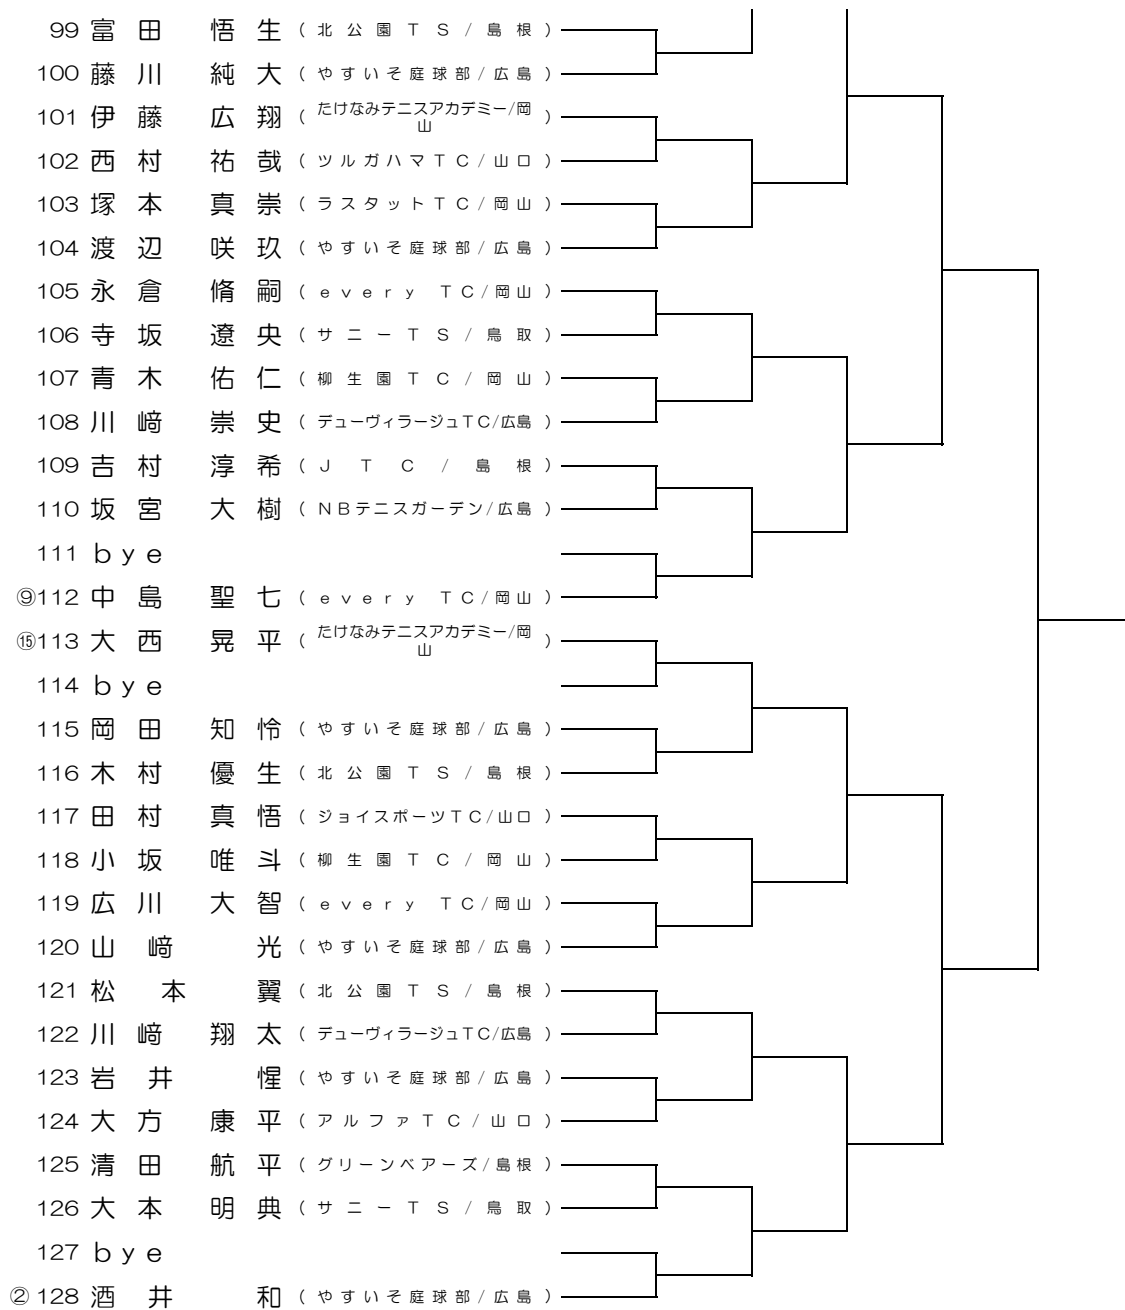 99 富田 悟生 (北公園TS/島根)
100 藤川 純大 (やすいそ庭球部/広島)
101 伊藤 広翔 (たけなみテニスアカデミー/岡山)
102 西村 祐哉 (ツルガハマTC/山口)
103 塚本 真崇 (ラスタットTC/岡山)
104 渡辺 咲玖 (やすいそ庭球部/広島)
105 永倉 脩嗣 (every TC/岡山)
106 寺坂 遼央 (サニーTS/鳥取)
107 青木 佑仁 (柳生園TC/岡山)
108 川﨑 崇史 (デューヴィラージュTC/広島)
109 吉村 淳希 (JTC/島根)
110 坂宮 大樹 (NBテニスガーデン/広島)
111 bye
⑨112 中島 聖七 (every TC/岡山)
⑮113 大西 晃平 (たけなみテニスアカデミー/岡山)
114 bye
115 岡田 知怜 (やすいそ庭球部/広島)
116 木村 優生 (北公園TS/島根)
117 田村 真悟 (ジョイスポーツTC/山口)
118 小坂 唯斗 (柳生園TC/岡山)
119 広川 大智 (every TC/岡山)
120 山﨑 光 (やすいそ庭球部/広島)
121 松本 翼 (北公園TS/島根)
122 川﨑 翔太 (デューヴィラージュTC/広島)
123 岩井 惺 (やすいそ庭球部/広島)
124 大方 康平 (アルファTC/山口)
125 清田 航平 (グリーンベアーズ/島根)
126 大本 明典 (サニーTS/鳥取)
127 bye
②128 酒井 和 (やすいそ庭球部/広島)